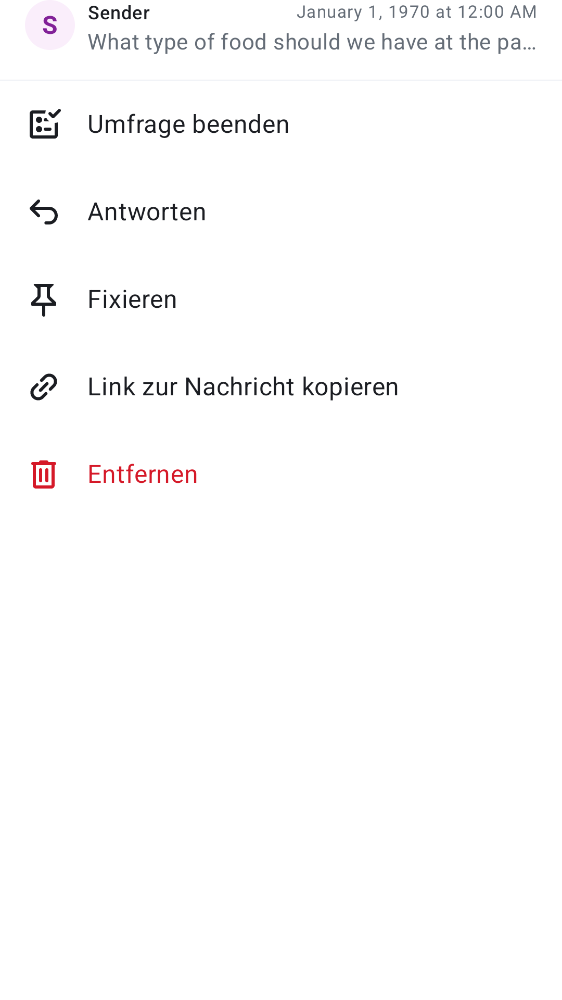 S
Sender
January 1, 1970 at 12:00 AM
What type of food should we have at the pa…
Umfrage beenden
Antworten
Fixieren
Link zur Nachricht kopieren
Entfernen